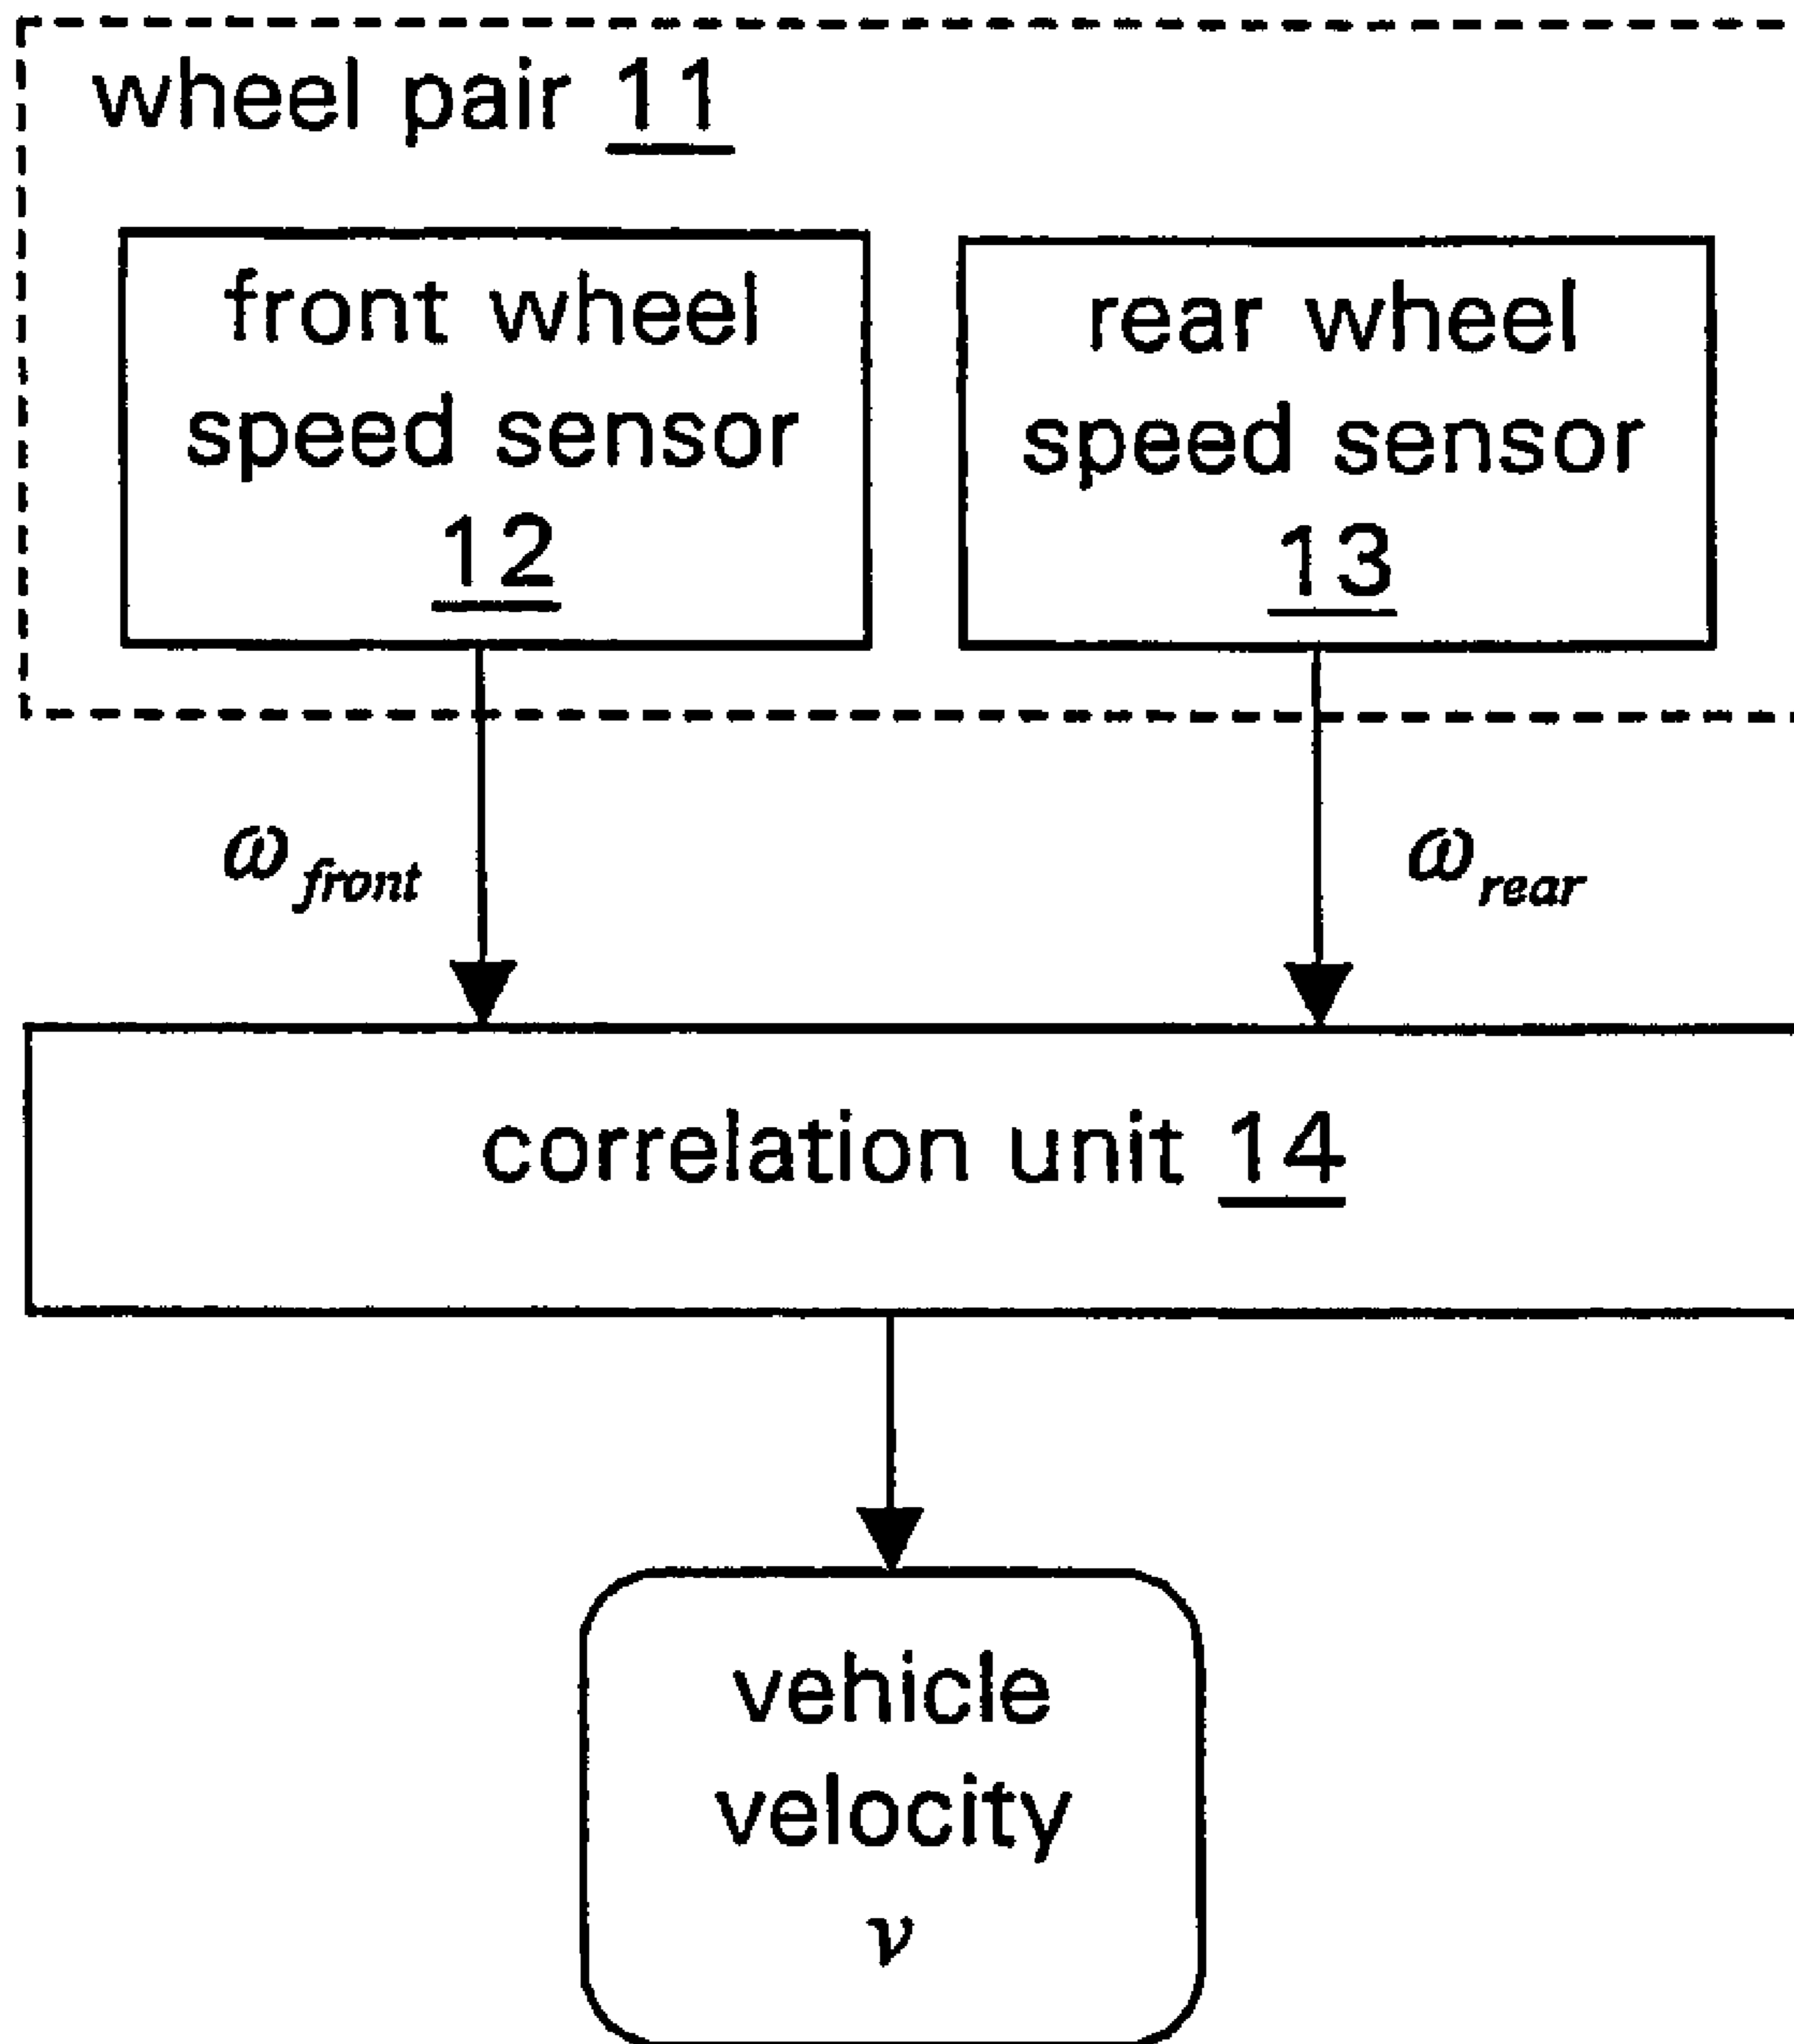 wheel pair 11
front wheel
speed sensor
12
rear wheel
speed sensor
13
ω front
ω rear
correlation unit 14
vehicle
velocity
v